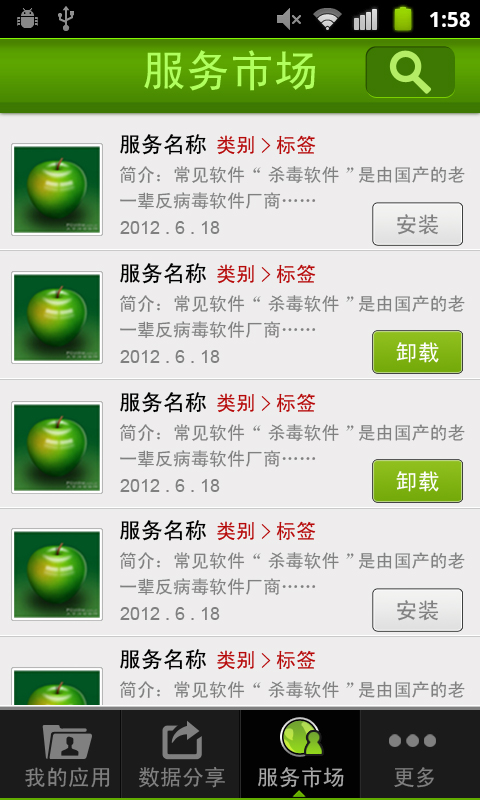 1:58
服务市场
服务名称 类别 > 标签
简介：常见软件“杀毒软件”是由国产的老
一辈反病毒软件厂商……
2012 . 6 . 18
安装
服务名称 类别 > 标签
简介：常见软件“杀毒软件”是由国产的老
一辈反病毒软件厂商……
2012 . 6 . 18
卸载
服务名称 类别 > 标签
简介：常见软件“杀毒软件”是由国产的老
一辈反病毒软件厂商……
2012 . 6 . 18
卸载
服务名称 类别 > 标签
简介：常见软件“杀毒软件”是由国产的老
一辈反病毒软件厂商……
2012 . 6 . 18
安装
服务名称 类别 > 标签
简介：常见软件“杀毒软件”是由国产的老
我的应用 数据分享 服务市场 更多